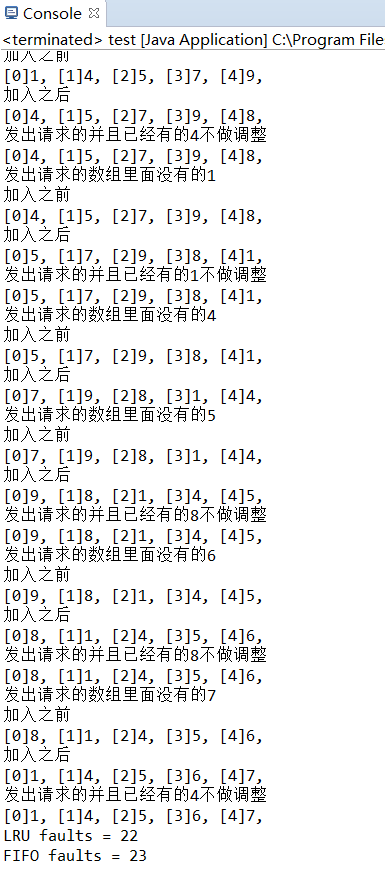 Console
<terminated> test [Java Application] C:\Program File
加入之前
[0]1, [1]4, [2]5, [3]7, [4]9,
加入之后
[0]4, [1]5, [2]7, [3]9, [4]8,
发出请求的并且已经有的4不做调整
[0]4, [1]5, [2]7, [3]9, [4]8,
发出请求的数组里面没有的1
加入之前
[0]4, [1]5, [2]7, [3]9, [4]8,
加入之后
[0]5, [1]7, [2]9, [3]8, [4]1,
发出请求的并且已经有的1不做调整
[0]5, [1]7, [2]9, [3]8, [4]1,
发出请求的数组里面没有的4
加入之前
[0]5, [1]7, [2]9, [3]8, [4]1,
加入之后
[0]7, [1]9, [2]8, [3]1, [4]4,
发出请求的数组里面没有的5
加入之前
[0]7, [1]9, [2]8, [3]1, [4]4,
加入之后
[0]9, [1]8, [2]1, [3]4, [4]5,
发出请求的并且已经有的8不做调整
[0]9, [1]8, [2]1, [3]4, [4]5,
发出请求的数组里面没有的6
加入之前
[0]9, [1]8, [2]1, [3]4, [4]5,
加入之后
[0]8, [1]1, [2]4, [3]5, [4]6,
发出请求的并且已经有的8不做调整
[0]8, [1]1, [2]4, [3]5, [4]6,
发出请求的数组里面没有的7
加入之前
[0]8, [1]1, [2]4, [3]5, [4]6,
加入之后
[0]1, [1]4, [2]5, [3]6, [4]7,
发出请求的并且已经有的4不做调整
[0]1, [1]4, [2]5, [3]6, [4]7,
LRU faults = 22
FIFO faults = 23